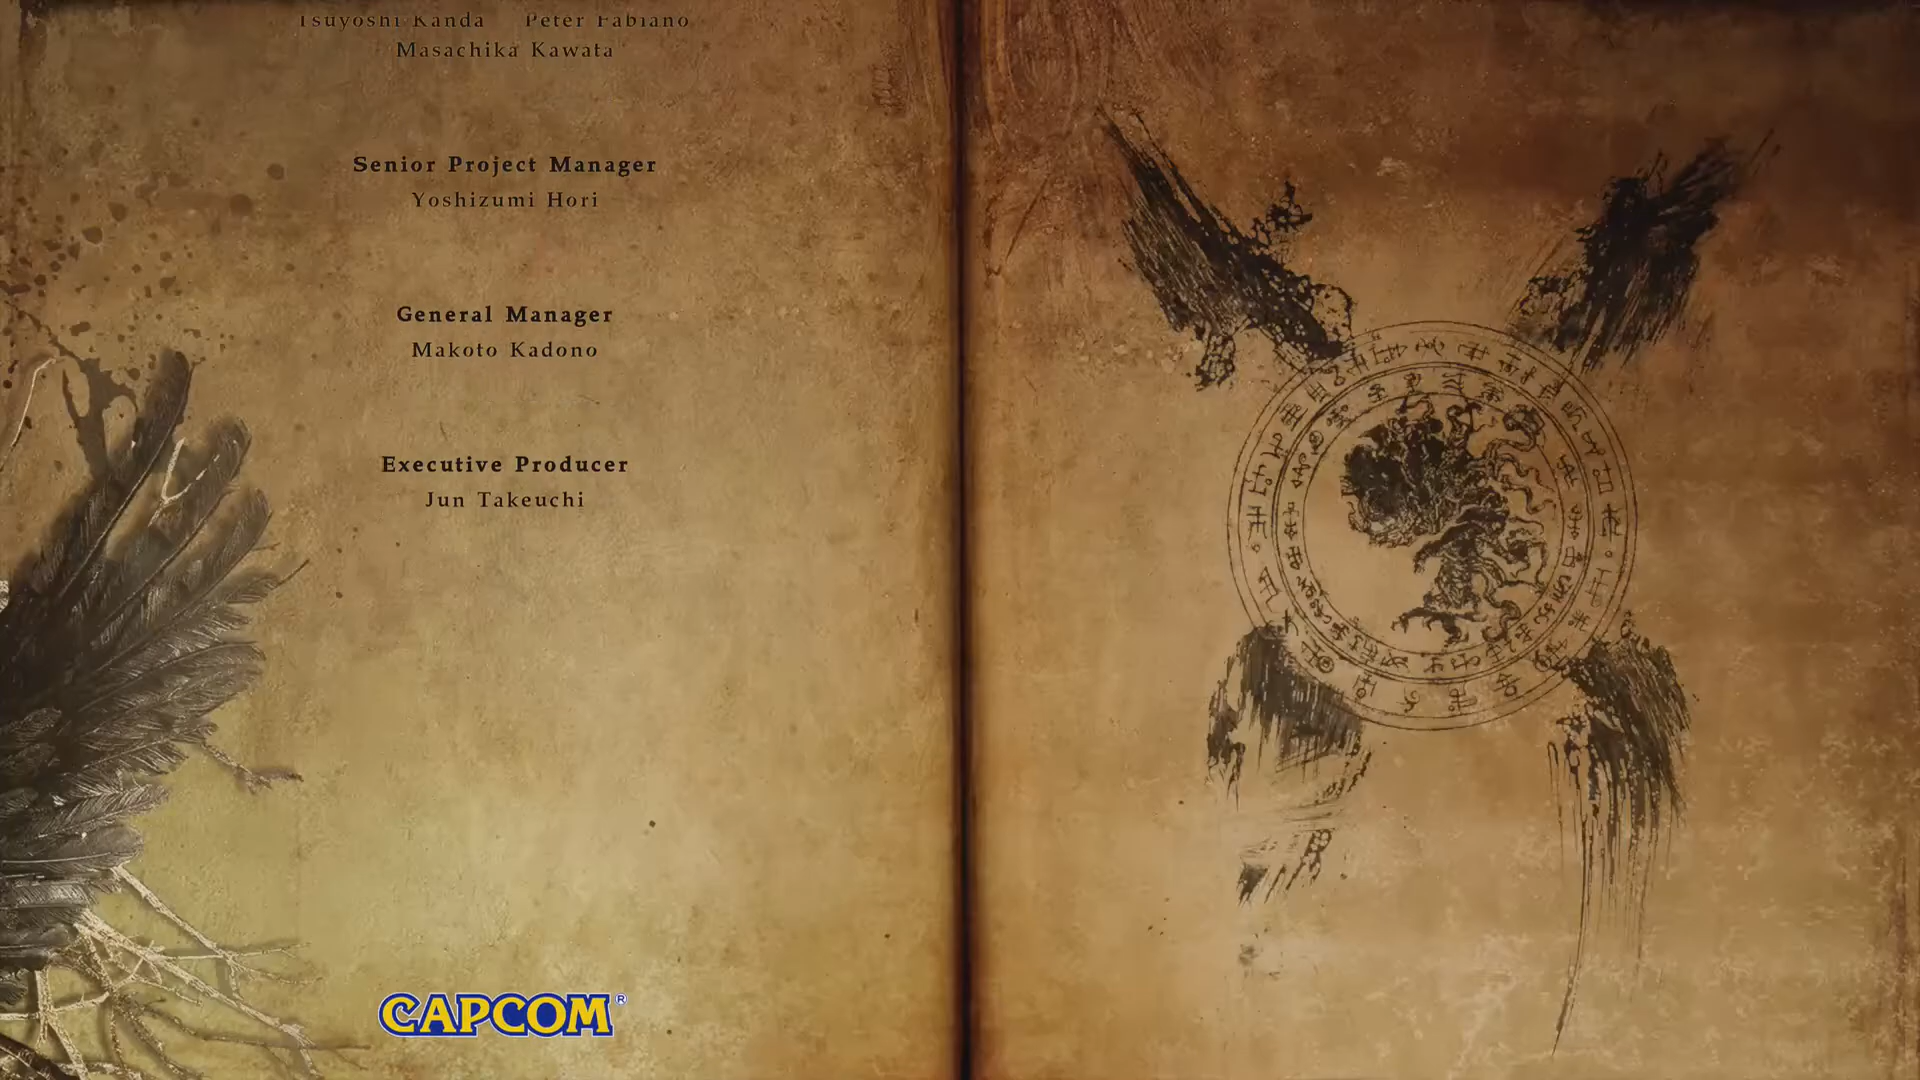 Tsuyoshi Kanda Peter Fabiano
Masachika Kawata
Senior Project Manager
Yoshizumi Hori
General Manager
Makoto Kadono
Executive Producer
Jun Takeuchi
CAPCOM®